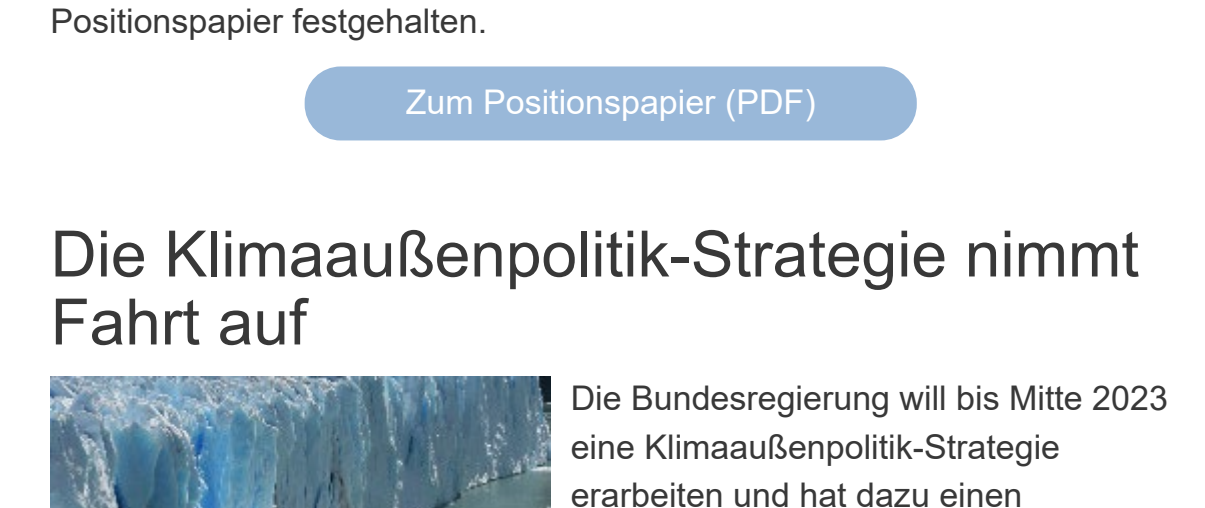 Positionspapier festgehalten.
Zum Positionspapier (PDF)
Die Klimaaußenpolitik-Strategie nimmt
Fahrt auf
Die Bundesregierung will bis Mitte 2023
eine Klimaaußenpolitik-Strategie
erarbeiten und hat dazu einen